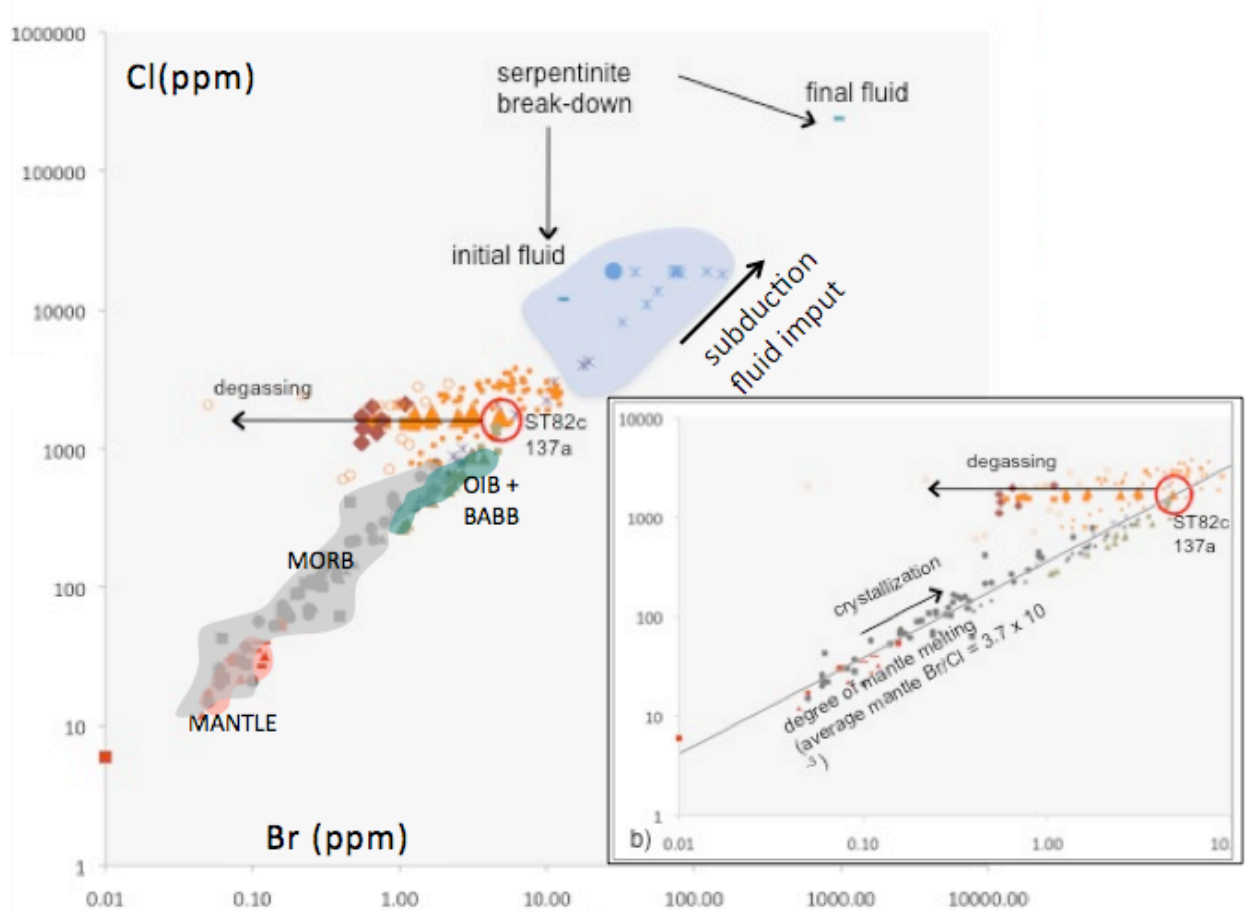 1000000
Cl(ppm)
serpentinite
break-down
final fluid
100000
initial fluid
10000
subduction
fluid imput
degassing
ST82c
137a
1000
OIB +
BABB
MORB
100
MANTLE
10
Br (ppm)
1
0.01
0.10
1.00
10.00
100.00
1000.00
10000.00
10000
degassing
1000
ST82c
137a
crystallization
100
degree of mantle melting
(average mantle Br/Cl = 3.7 x 10
-3)
10
1
b)
0.01
0.10
1.00
10.